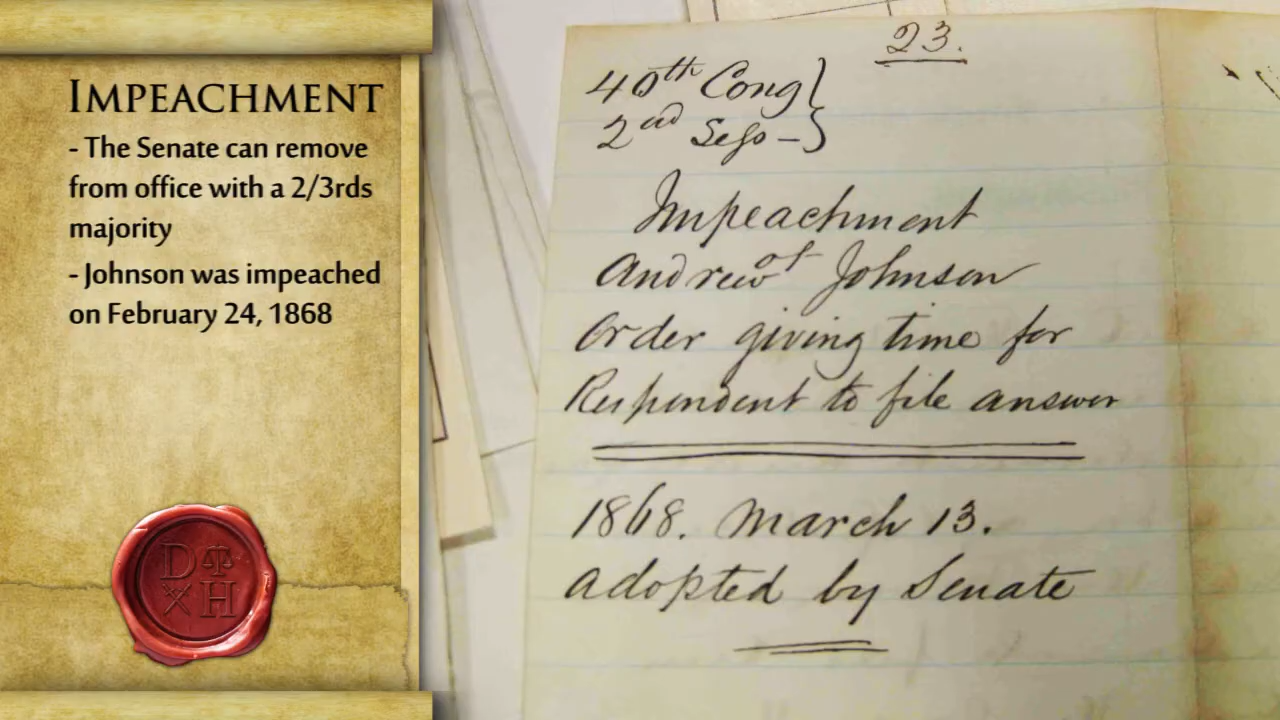 IMPEACHMENT
- The Senate can remove
from office with a 2/3rds
majority
- Johnson was impeached
on February 24, 1868
D
H
23.
40th Cong
2nd Sess -
Impeachment
of
Andrew Johnson
Order giving time for
Respondent to file answer
1868. March 13.
Adopted by Senate